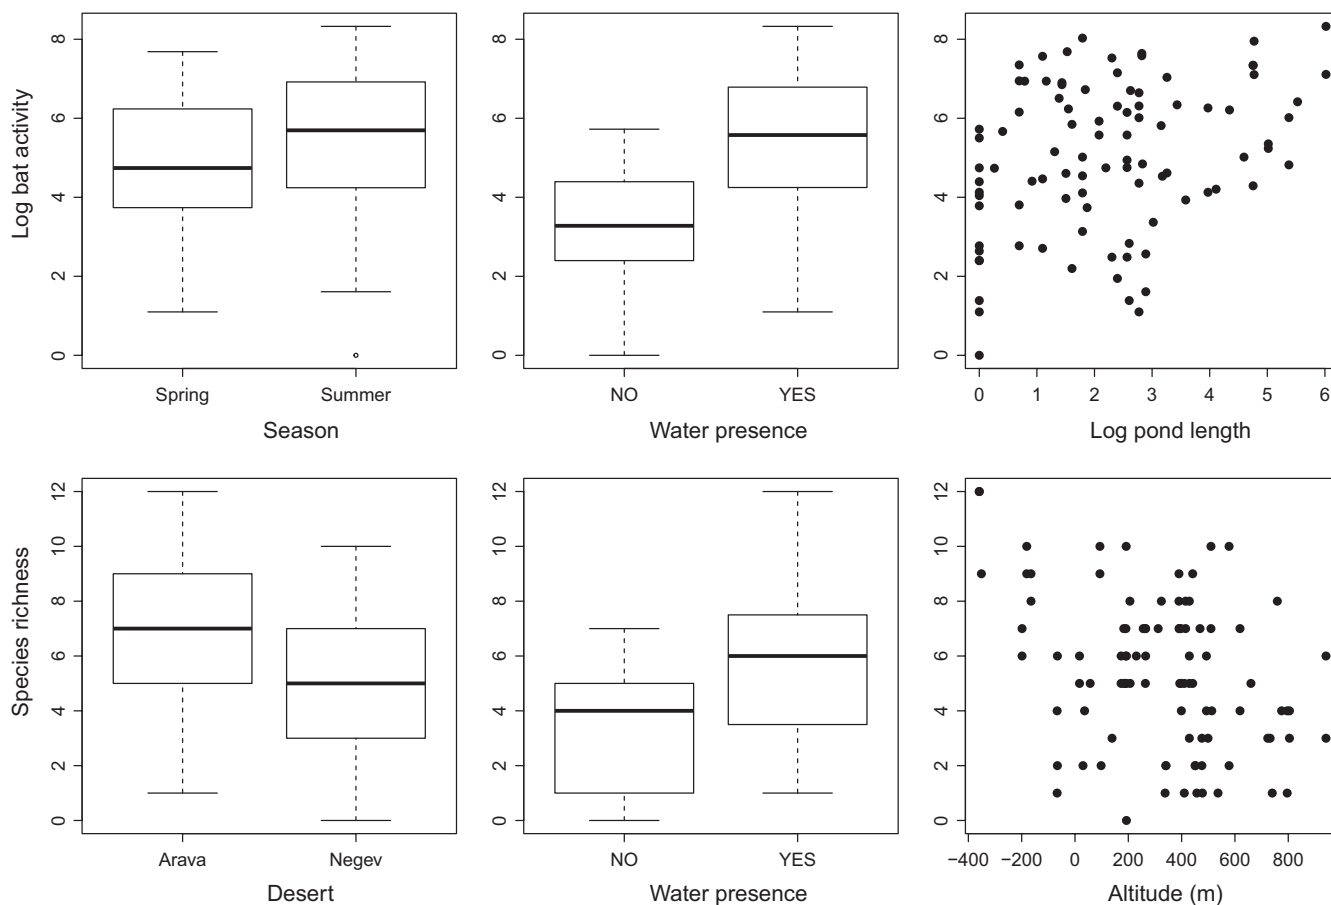 Log bat activity
0 2 4 6 8
Spring Summer
Season
0 2 4 6 8
NO YES
Water presence
0 2 4 6 8
0 1 2 3 4 5 6
Log pond length
Species richness
0 2 4 6 8 10 12
Arava Negev
Desert
0 2 4 6 8 10 12
NO YES
Water presence
0 2 4 6 8 10 12
−400 −200 0 200 400 600 800
Altitude (m)